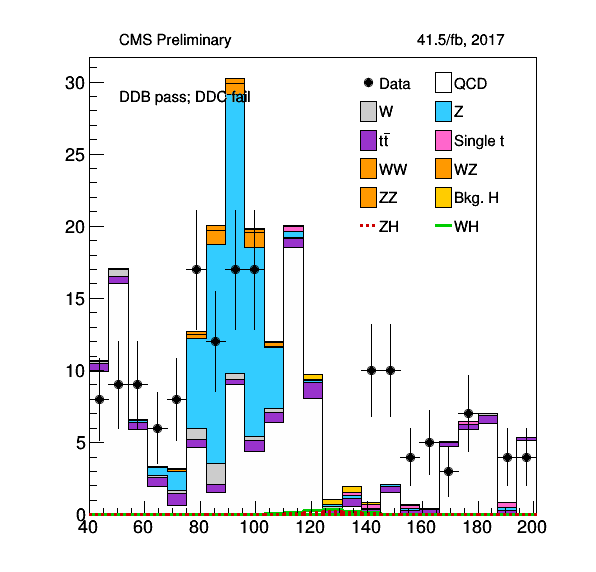 CMS Preliminary 41.5/fb, 2017
DDB pass; DDC fail
Data QCD
W Z
tt̄ Single t
WW WZ
ZZ Bkg. H
ZH WH
30
25
20
15
10
5
0
40 60 80 100 120 140 160 180 200